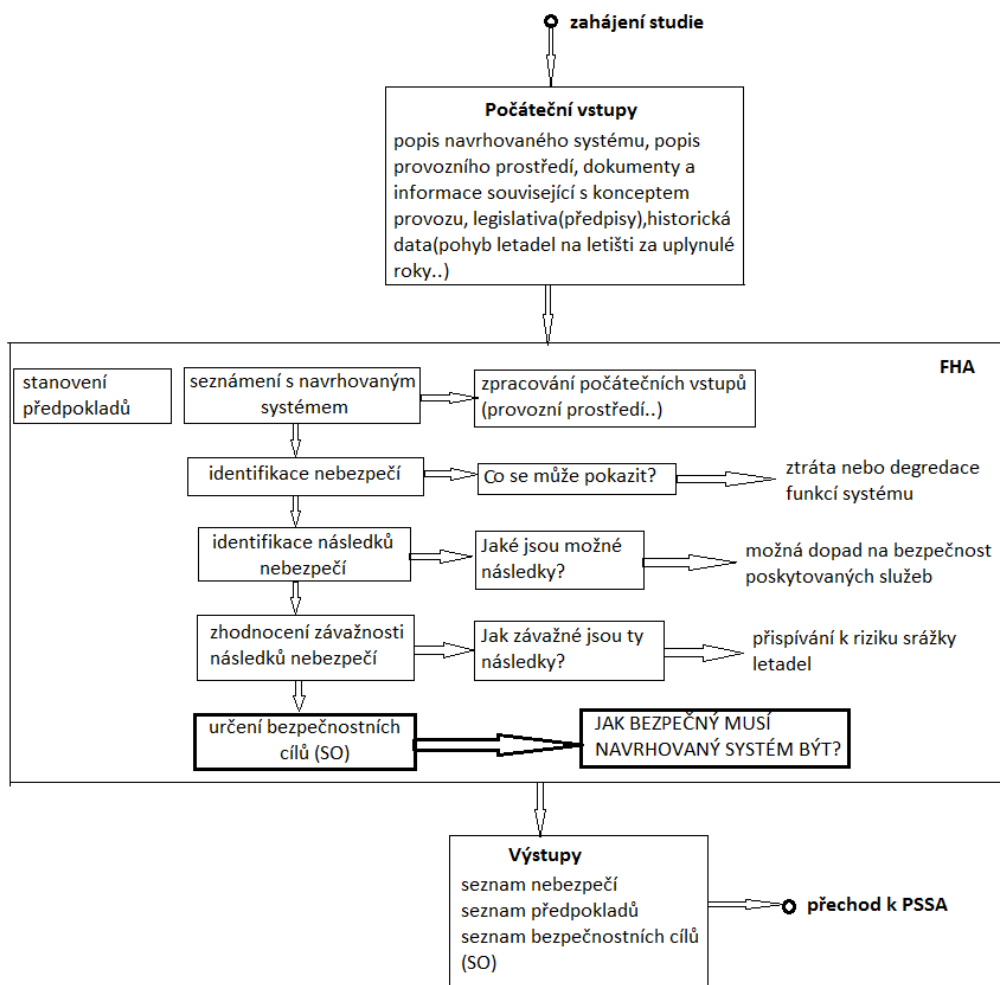 zahájení studie
Počáteční vstupy
popis navrhovaného systému, popis
provozního prostředí, dokumenty a
informace související s konceptem
provozu, legislativa(předpisy),historická
data(pohyb letadel na letišti za uplynulé
roky..)
FHA
stanovení
předpokladů
seznámení s navrhovaným
systémem
zpracování počátečních vstupů
(provozní prostředí..)
identifikace nebezpečí
Co se může pokazit?
ztráta nebo degredace
funkcí systému
identifikace následků
nebezpečí
Jaké jsou možné
následky?
možná dopad na bezpečnost
poskytovaných služeb
zhodnocení závažnosti
následků nebezpečí
Jak závažné jsou ty
následky?
přispívání k riziku srážky
letadel
určení bezpečnostních
cílů (SO)
JAK BEZPEČNÝ MUSÍ
NAVRHOVANÝ SYSTÉM BÝT?
Výstupy
seznam nebezpečí
seznam předpokladů
seznam bezpečnostních cílů
(SO)
přechod k PSSA